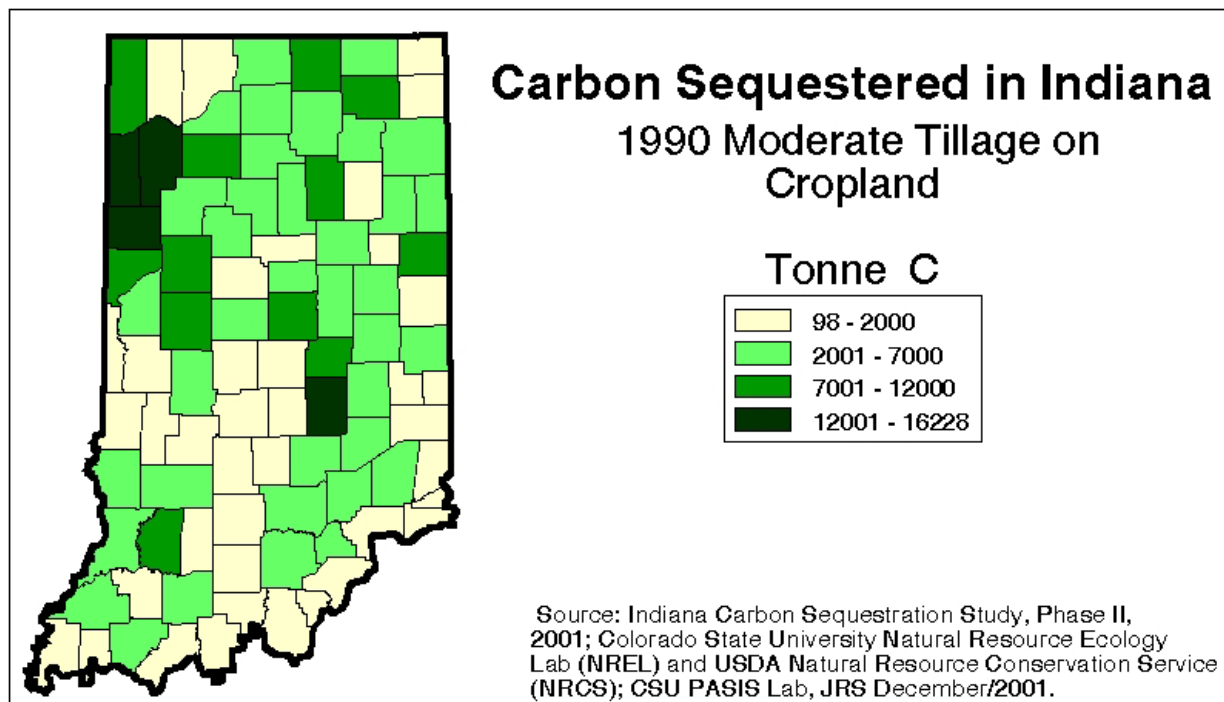 Carbon Sequestered in Indiana
1990 Moderate Tillage on
Cropland
Tonne C
98 - 2000
2001 - 7000
7001 - 12000
12001 - 16228
Source: Indiana Carbon Sequestration Study, Phase II,
2001; Colorado State University Natural Resource Ecology
Lab (NREL) and USDA Natural Resource Conservation Service
(NRCS); CSU PASIS Lab, JRS December/2001.